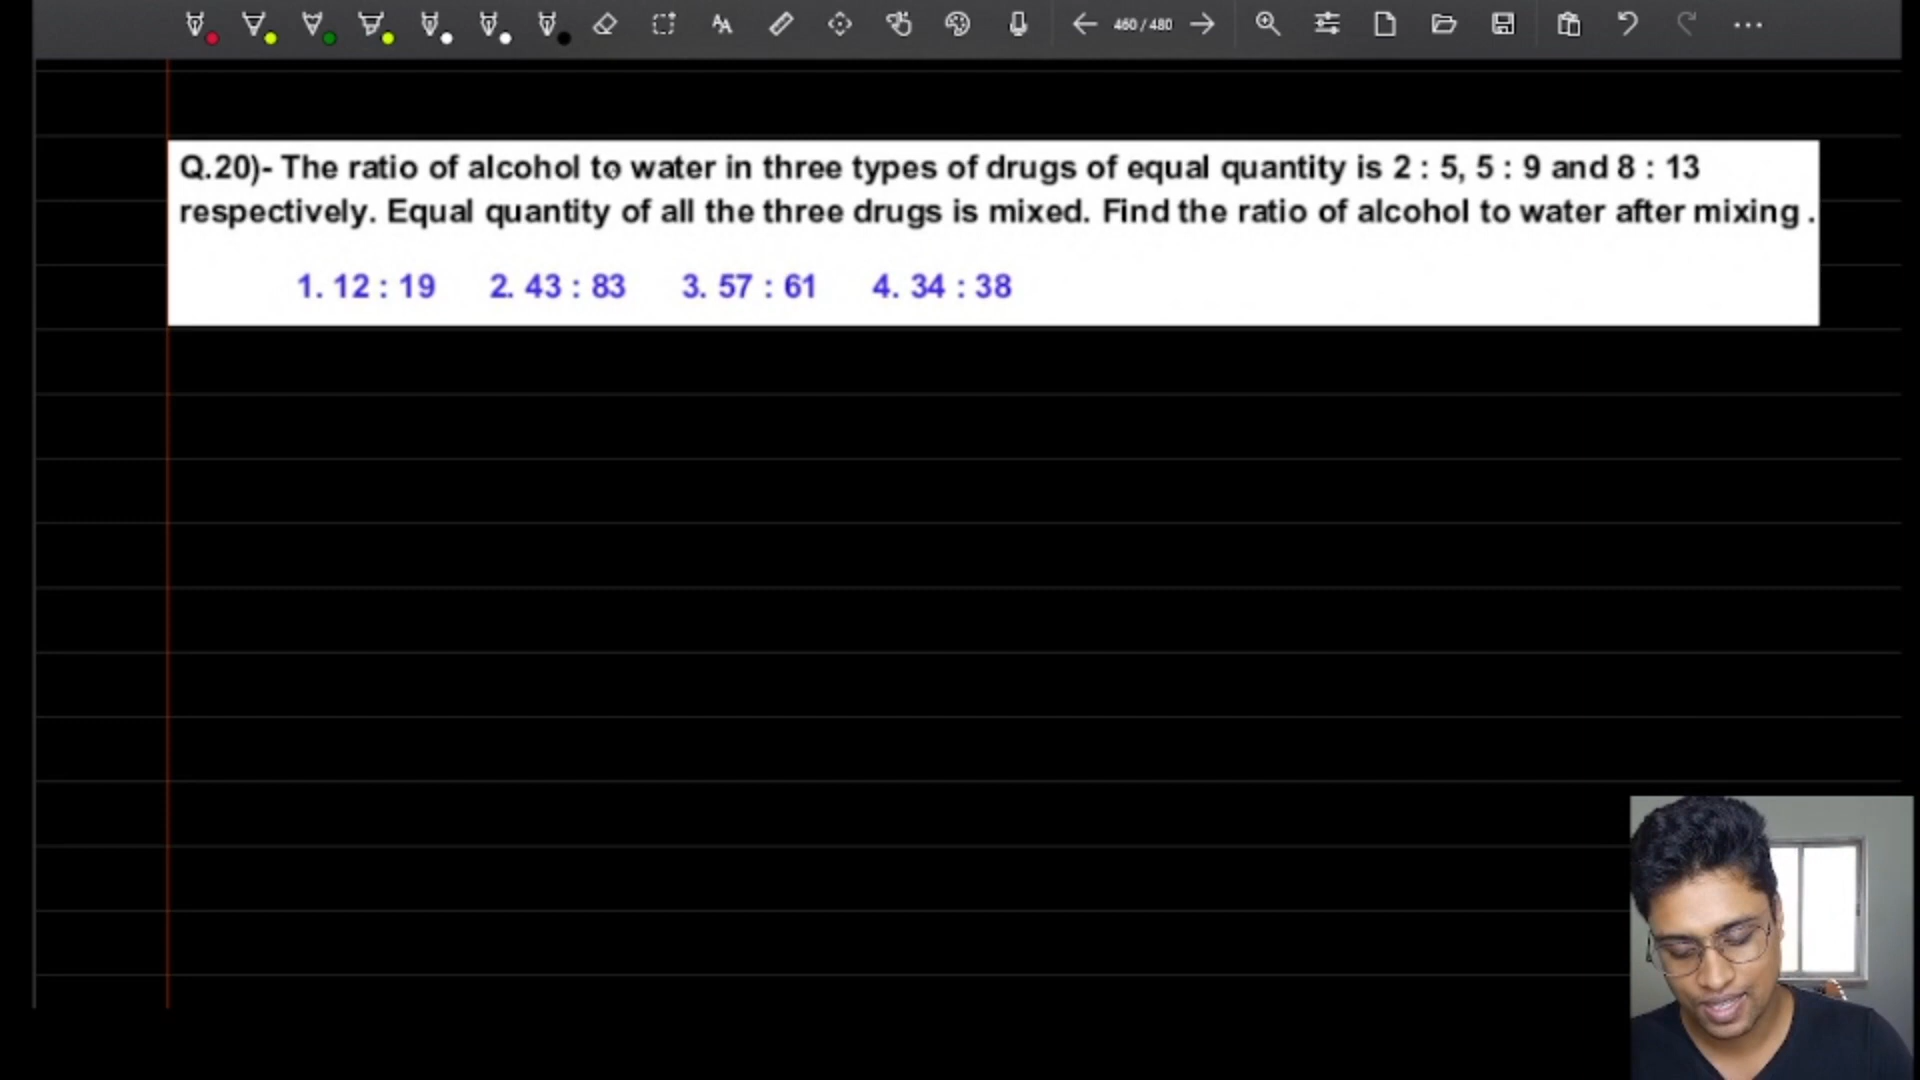 460 / 480
Q.20)- The ratio of alcohol to water in three types of drugs of equal quantity is 2 : 5, 5 : 9 and 8 : 13
respectively. Equal quantity of all the three drugs is mixed. Find the ratio of alcohol to water after mixing .
1. 12 : 19 2. 43 : 83 3. 57 : 61 4. 34 : 38